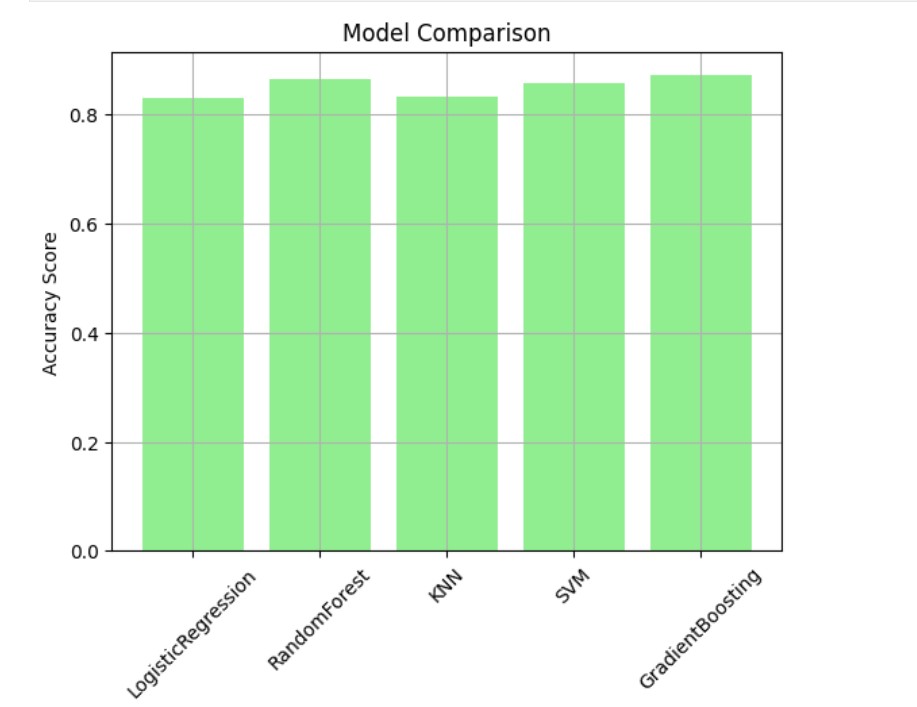 Model Comparison
Accuracy Score
0.8
0.6
0.4
0.2
0.0
LogisticRegression
RandomForest
KNN
SVM
GradientBoosting